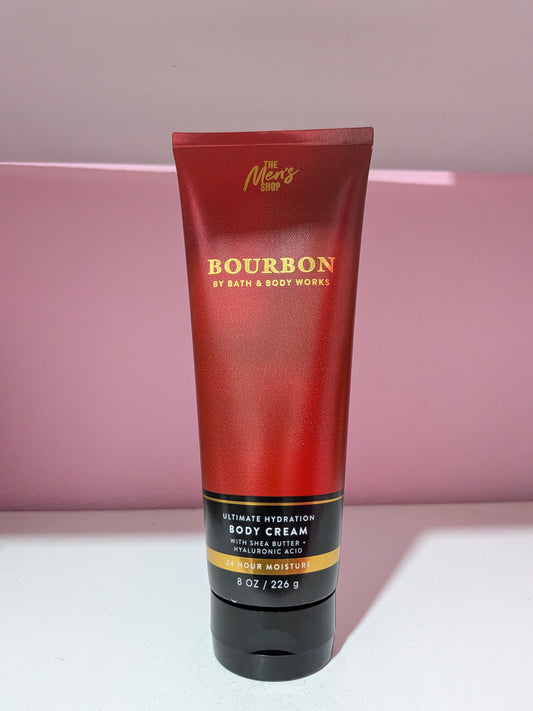 THE
Men's
SHOP
BOURBON
BY BATH & BODY WORKS
ULTIMATE HYDRATION
BODY CREAM
WITH SHEA BUTTER +
HYALURONIC ACID
24 HOUR MOISTURE
8 OZ / 226 g